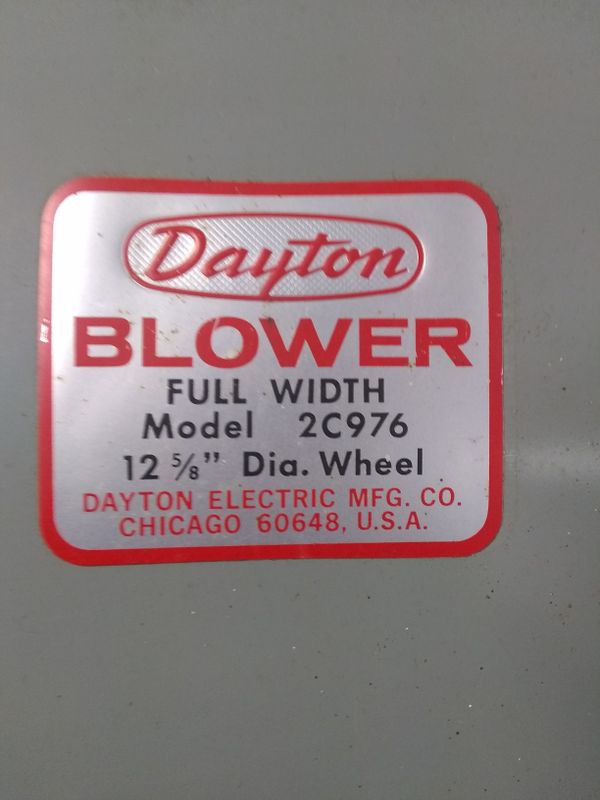 Dayton
BLOWER
FULL WIDTH
Model 2C976
12 5/8" Dia. Wheel
DAYTON ELECTRIC MFG. CO.
CHICAGO 60648, U.S.A.